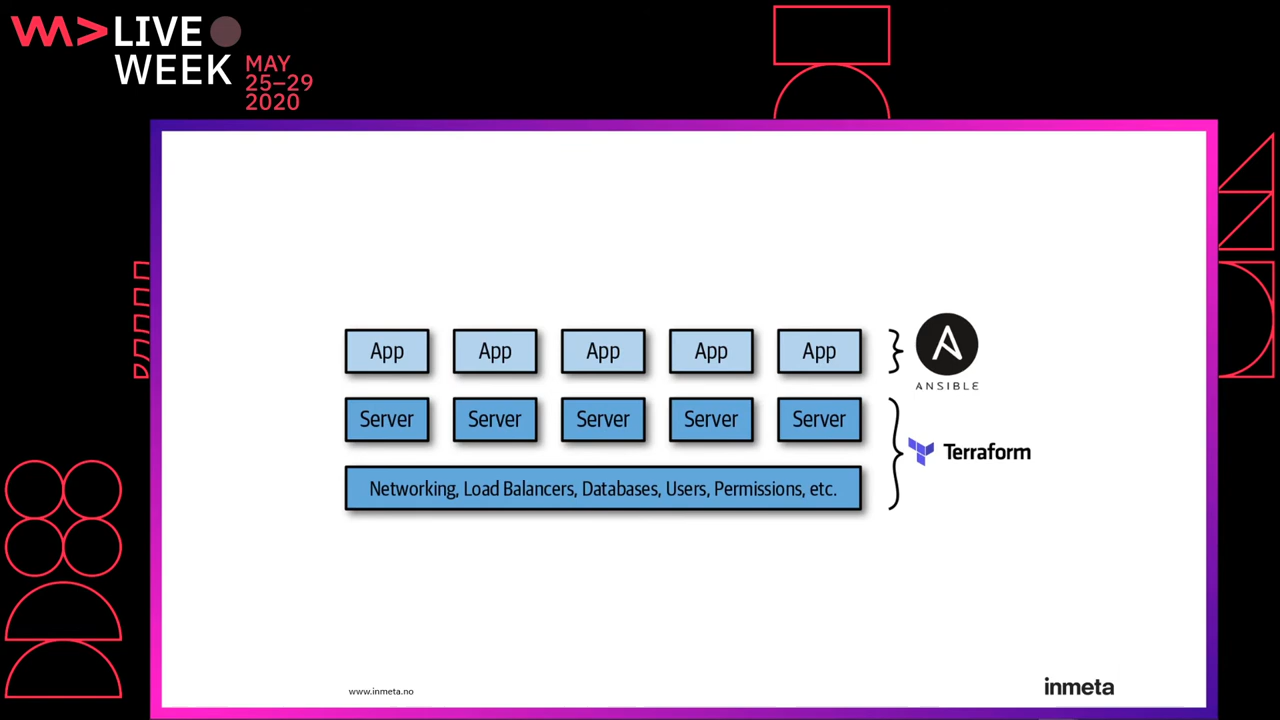 LIVE
WEEK
MAY
25–29
2020
App App App App App
ANSIBLE
Server Server Server Server Server
Terraform
Networking, Load Balancers, Databases, Users, Permissions, etc.
www.inmeta.no
inmeta